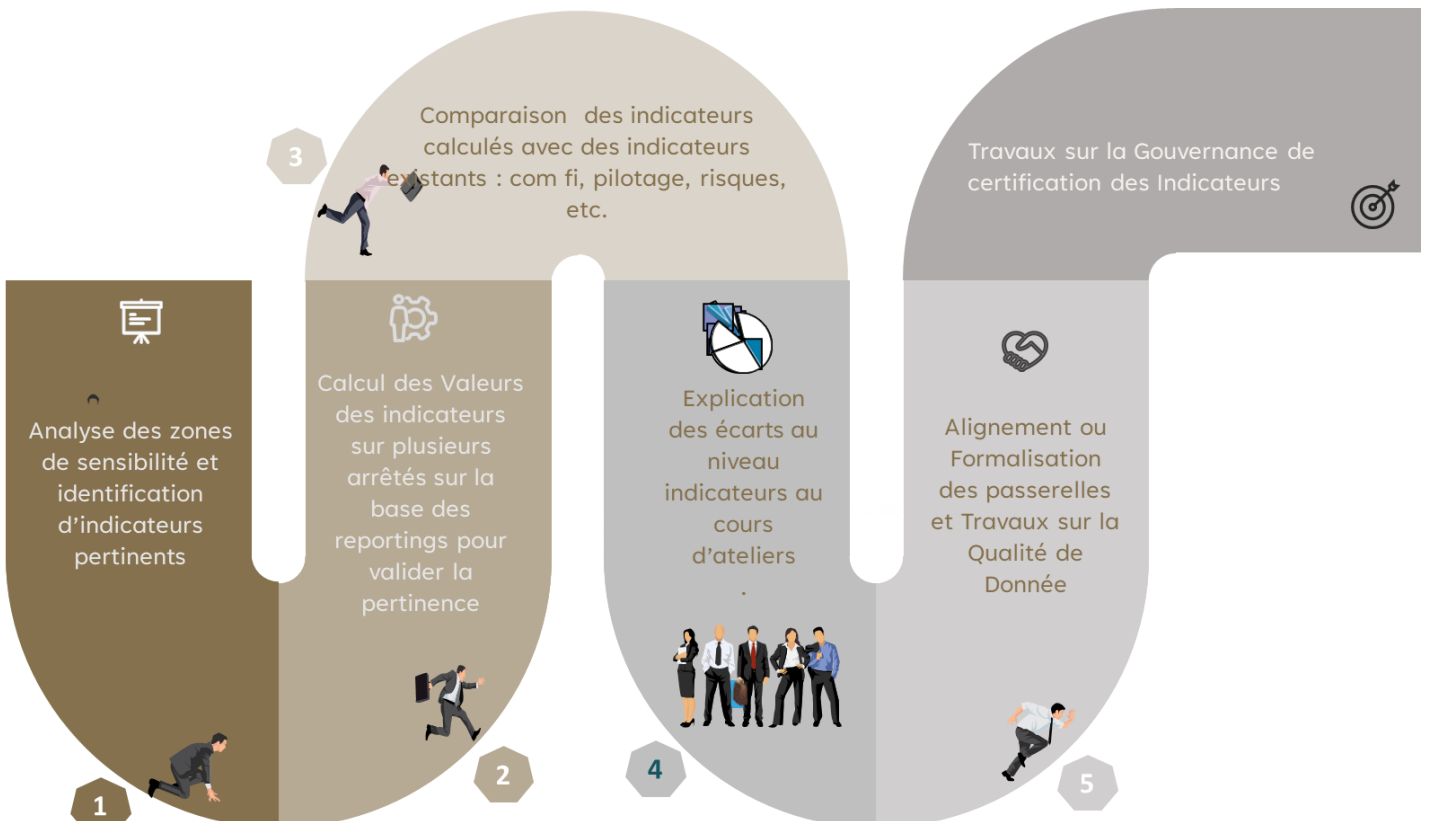 Analyse des zones
de sensibilité et
identification
d'indicateurs
pertinents
1
Calcul des Valeurs
des indicateurs
sur plusieurs
arrêtés sur la
base des
reportings pour
valider la
pertinence
2
3
Comparaison des indicateurs
calculés avec des indicateurs
existants : com fi, pilotage, risques,
etc.
Explication
des écarts au
niveau
indicateurs au
cours
d'ateliers
.
4
Alignement ou
Formalisation
des passerelles
et Travaux sur la
Qualité de
Donnée
5
Travaux sur la Gouvernance de
certification des Indicateurs